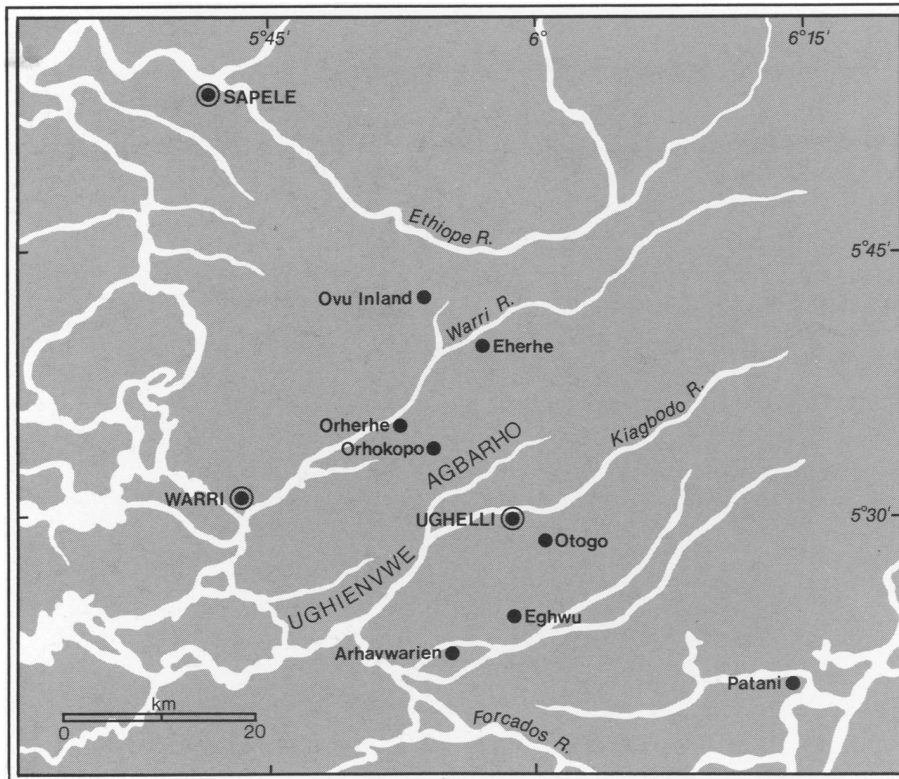 5°45'
6°
6°15'
SAPELE
Ethiope R.
5°45'
Ovu Inland
Warri R.
Eherhe
Kiagbodo R.
Orherhe
Orhokopo
AGBARHO
WARRI
UGHELLI
5°30'
Otogo
UGHIENVWE
Eghwu
Arhavwarien
Patani
km
0 20
Forcados R.